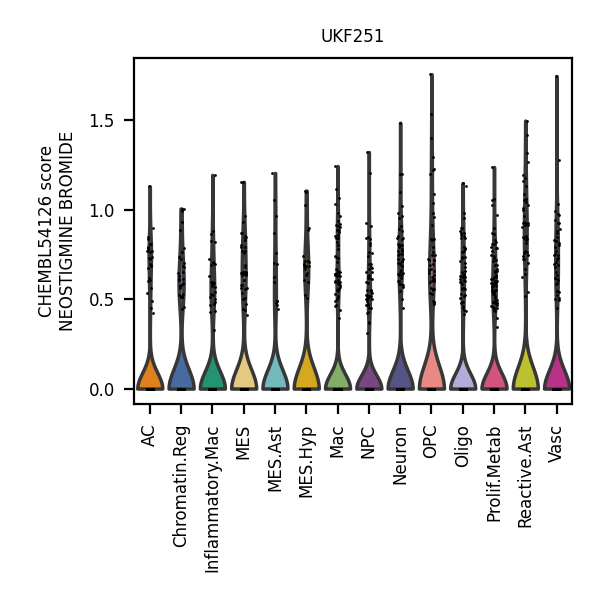 UKF251
CHEMBL54126 score
NEOSTIGMINE BROMIDE
1.5
1.0
0.5
0.0
AC
Chromatin.Reg
Inflammatory.Mac
MES
MES.Ast
MES.Hyp
Mac
NPC
Neuron
OPC
Oligo
Prolif.Metab
Reactive.Ast
Vasc